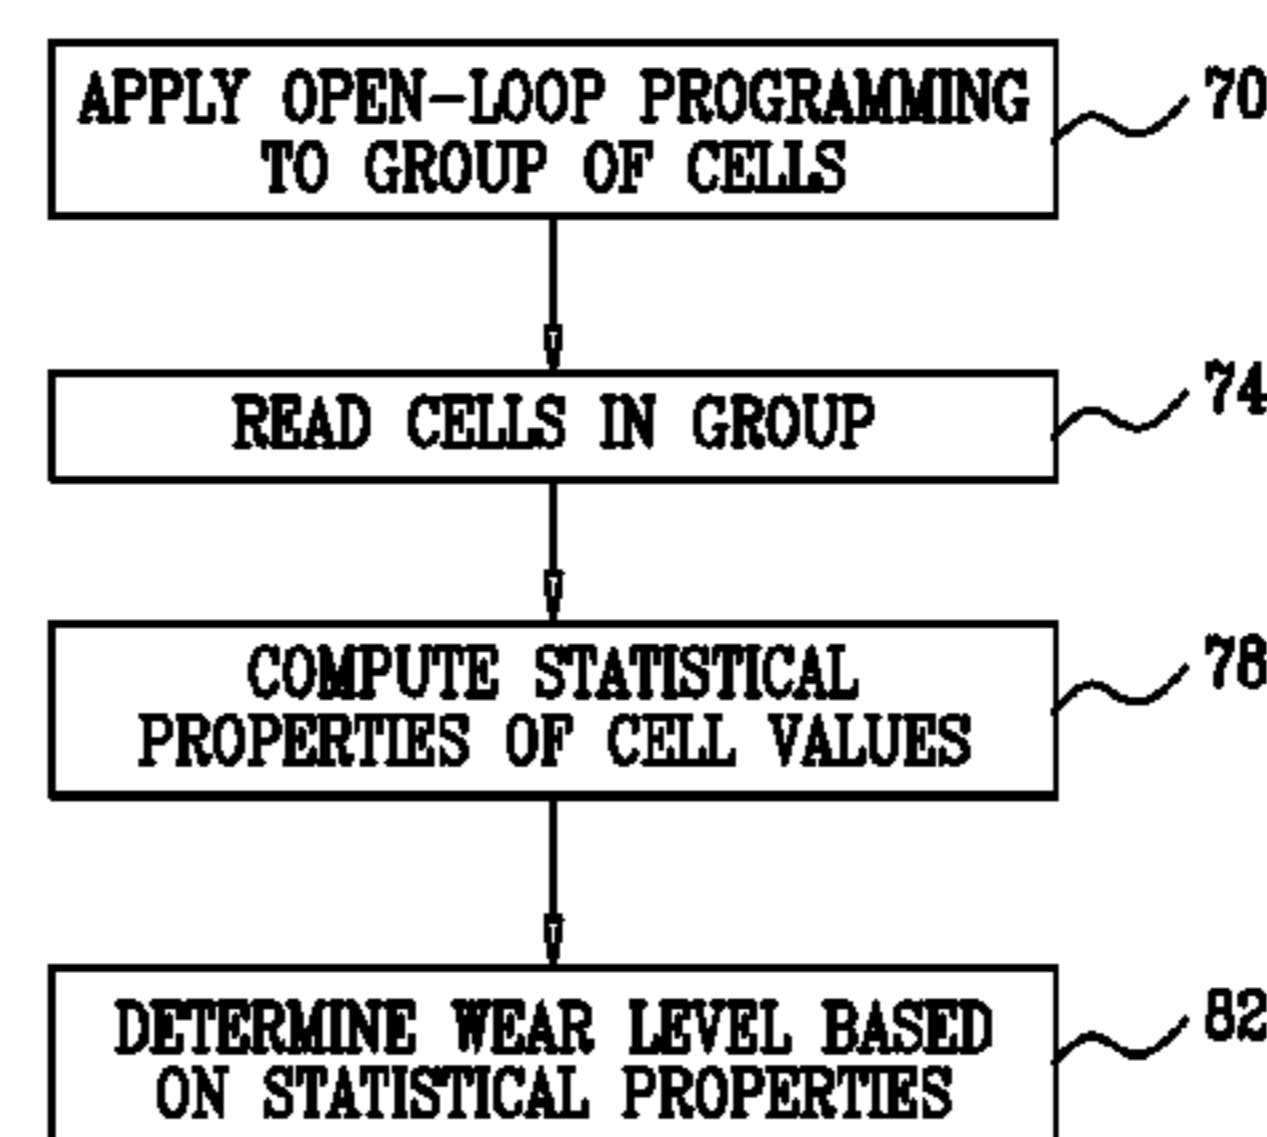 APPLY OPEN-LOOP PROGRAMMING
TO GROUP OF CELLS
70
READ CELLS IN GROUP
74
COMPUTE STATISTICAL
PROPERTIES OF CELL VALUES
78
DETERMINE WEAR LEVEL BASED
ON STATISTICAL PROPERTIES
82